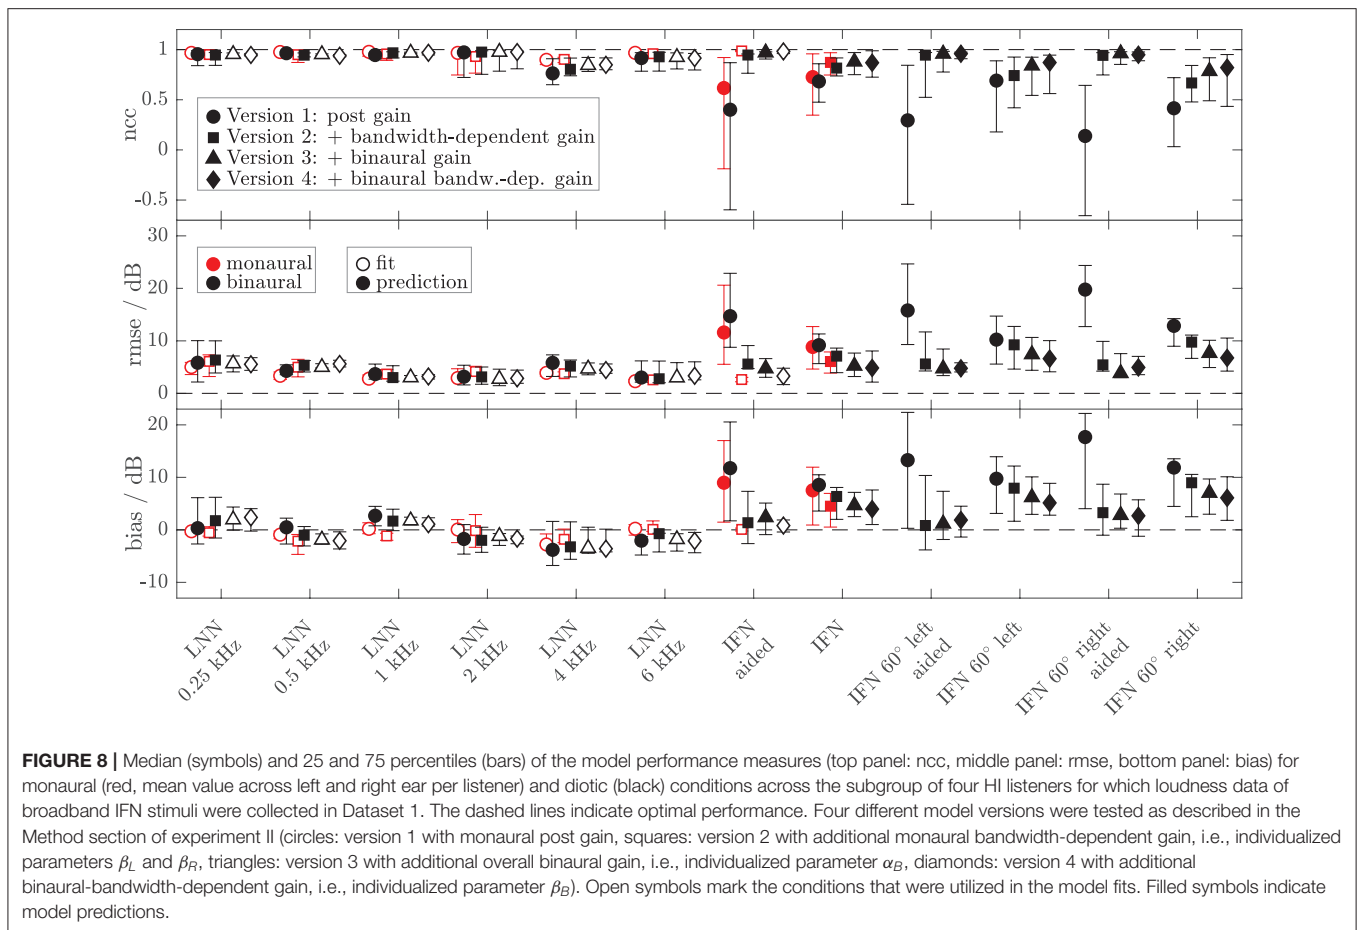 1
0.5
0
-0.5
ncc
Version 1: post gain
Version 2: + bandwidth-dependent gain
Version 3: + binaural gain
Version 4: + binaural bandw.-dep. gain
30
20
10
0
rmse / dB
monaural
binaural
fit
prediction
20
10
0
-10
bias / dB
LNN
0.25 kHz
LNN
0.5 kHz
LNN
1 kHz
LNN
2 kHz
LNN
4 kHz
LNN
6 kHz
IFN
aided
IFN
IFN 60° left
aided
IFN 60° left
IFN 60° right
aided
IFN 60° right
FIGURE 8 | Median (symbols) and 25 and 75 percentiles (bars) of the model performance measures (top panel: ncc, middle panel: rmse, bottom panel: bias) for
monaural (red, mean value across left and right ear per listener) and diotic (black) conditions across the subgroup of four HI listeners for which loudness data of
broadband IFN stimuli were collected in Dataset 1. The dashed lines indicate optimal performance. Four different model versions were tested as described in the
Method section of experiment II (circles: version 1 with monaural post gain, squares: version 2 with additional monaural bandwidth-dependent gain, i.e., individualized
parameters βL and βR, triangles: version 3 with additional overall binaural gain, i.e., individualized parameter αB, diamonds: version 4 with additional
binaural-bandwidth-dependent gain, i.e., individualized parameter βB). Open symbols mark the conditions that were utilized in the model fits. Filled symbols indicate
model predictions.